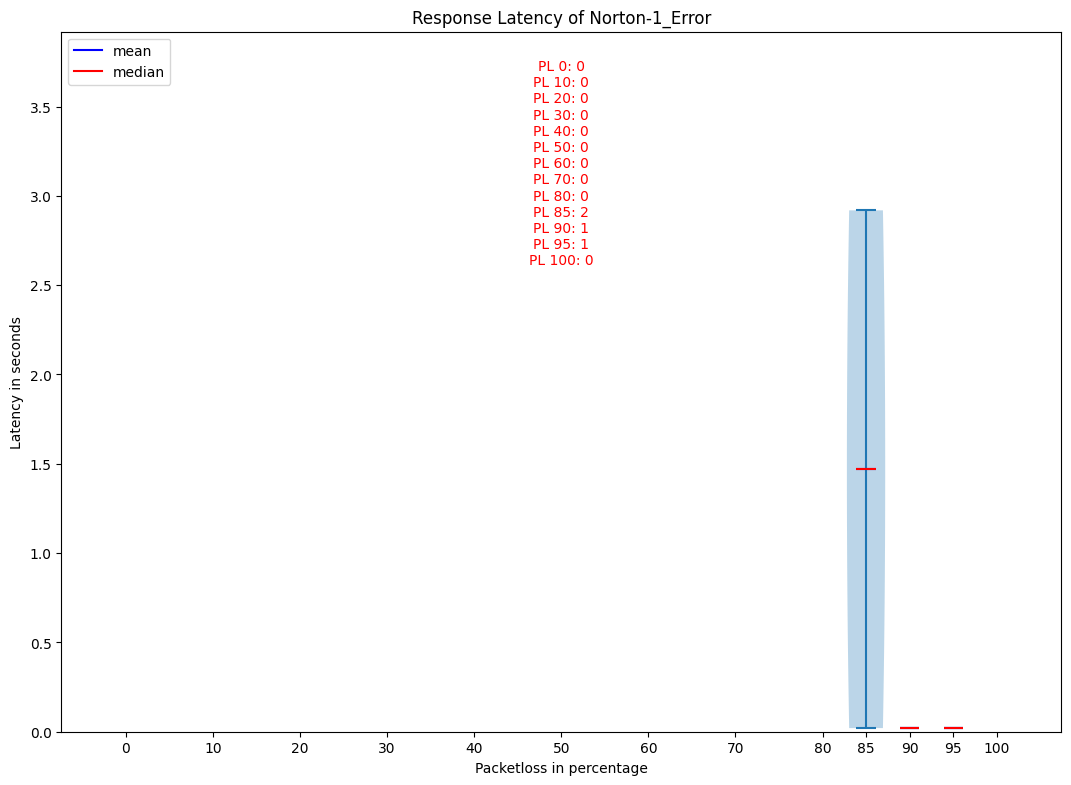 Response Latency of Norton-1_Error
mean
median
PL 0: 0
PL 10: 0
PL 20: 0
PL 30: 0
PL 40: 0
PL 50: 0
PL 60: 0
PL 70: 0
PL 80: 0
PL 85: 2
PL 90: 1
PL 95: 1
PL 100: 0
Latency in seconds
3.5
3.0
2.5
2.0
1.5
1.0
0.5
0.0
0 10 20 30 40 50 60 70 80 85 90 95 100
Packetloss in percentage